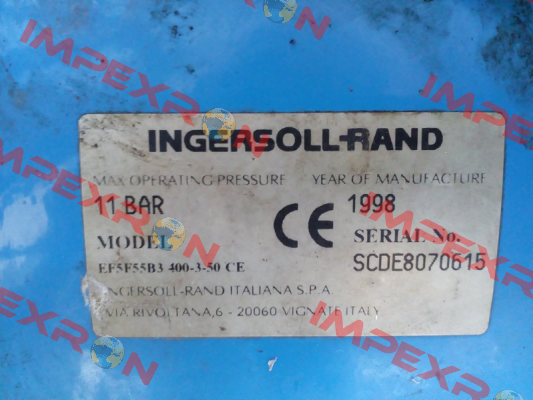 INGERSOLL-RAND
MAX OPERATING PRESSURE YEAR OF MANUFACTURE
11 BAR 1998
MODEL SERIAL No.
EF5F55B3 400-3-50 CE SCDE8070615
CE
INGERSOLL-RAND ITALIANA S.P.A.
VIA RIVOLTANA,6 - 20060 VIGNATE ITALY
IMPEXRON
IMPEXRON
IMPEXRON
IMPEXRON
IMPEXRON